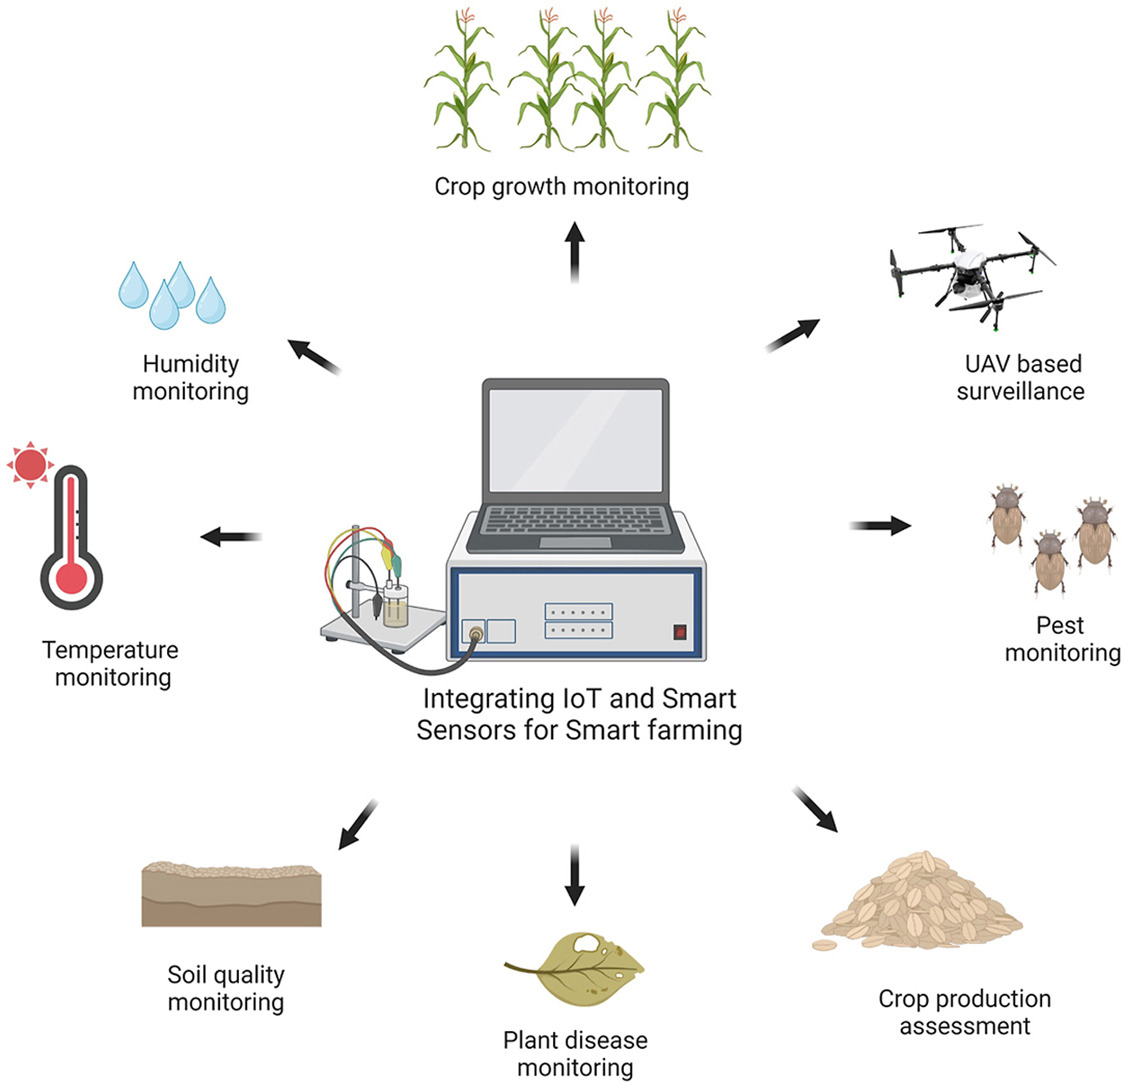 Crop growth monitoring
Humidity
monitoring
UAV based
surveillance
Temperature
monitoring
Pest
monitoring
Integrating IoT and Smart
Sensors for Smart farming
Soil quality
monitoring
Plant disease
monitoring
Crop production
assessment